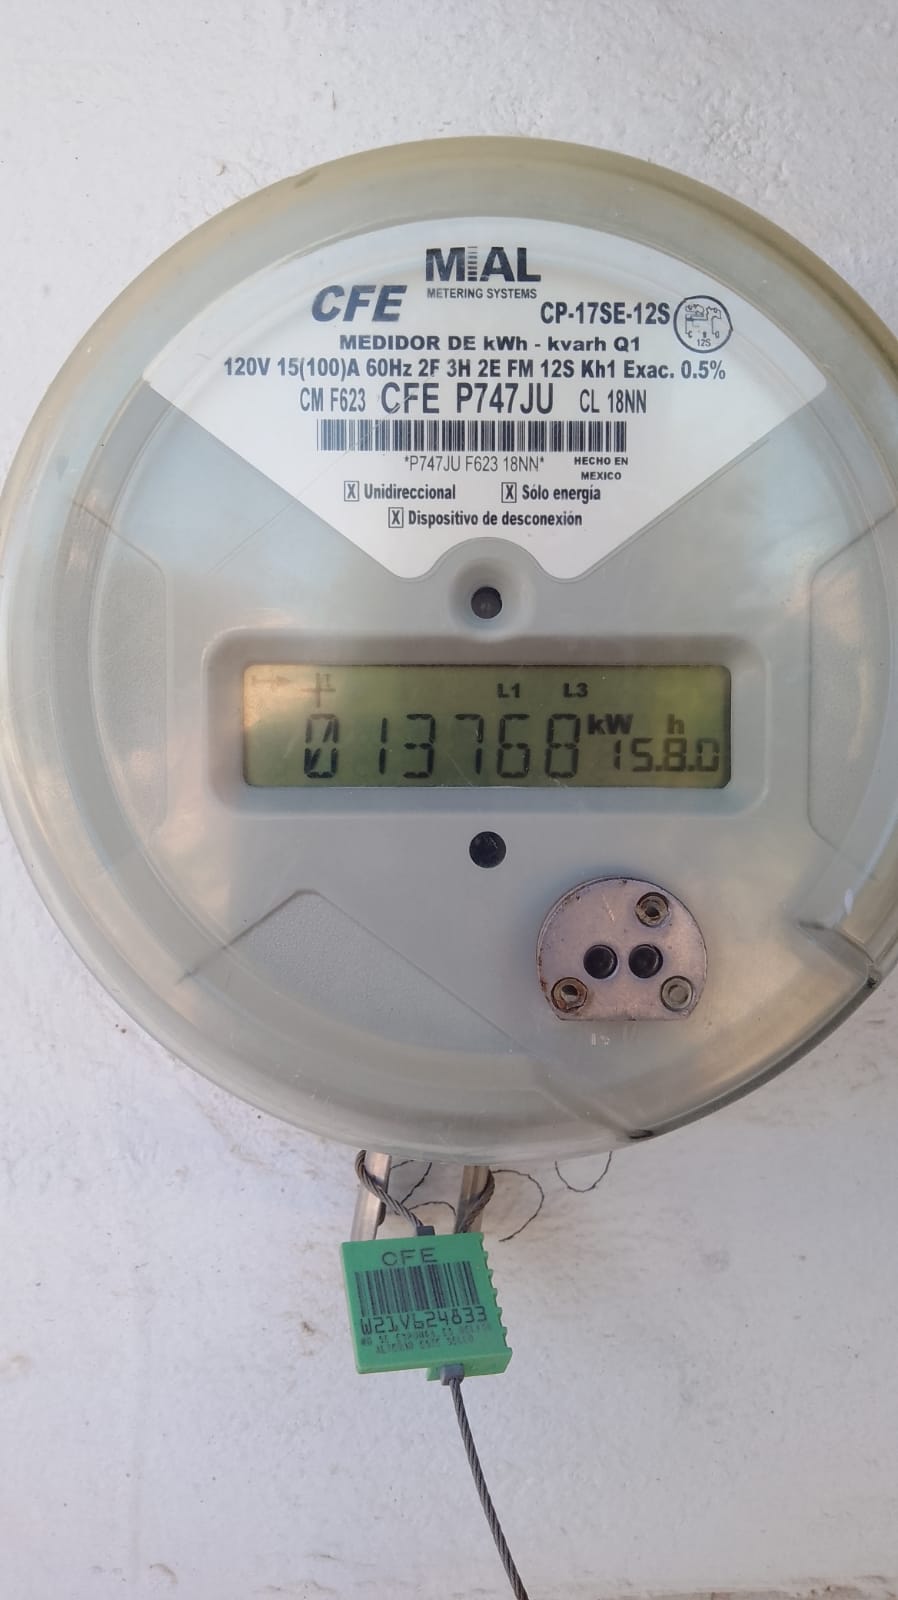 MIAL
METERING SYSTEMS
CFE
CP-17SE-12S
12S
MEDIDOR DE kWh - kvarh Q1
120V 15(100)A 60Hz 2F 3H 2E FM 12S Kh1 Exac. 0.5%
CM F623 CFE P747JU CL 18NN
*P747JU F623 18NN*
HECHO EN
MEXICO
X Unidireccional X Sólo energía
X Dispositivo de desconexión
L1 L3
013768 kW h
15.8.0
CFE
W21V624833